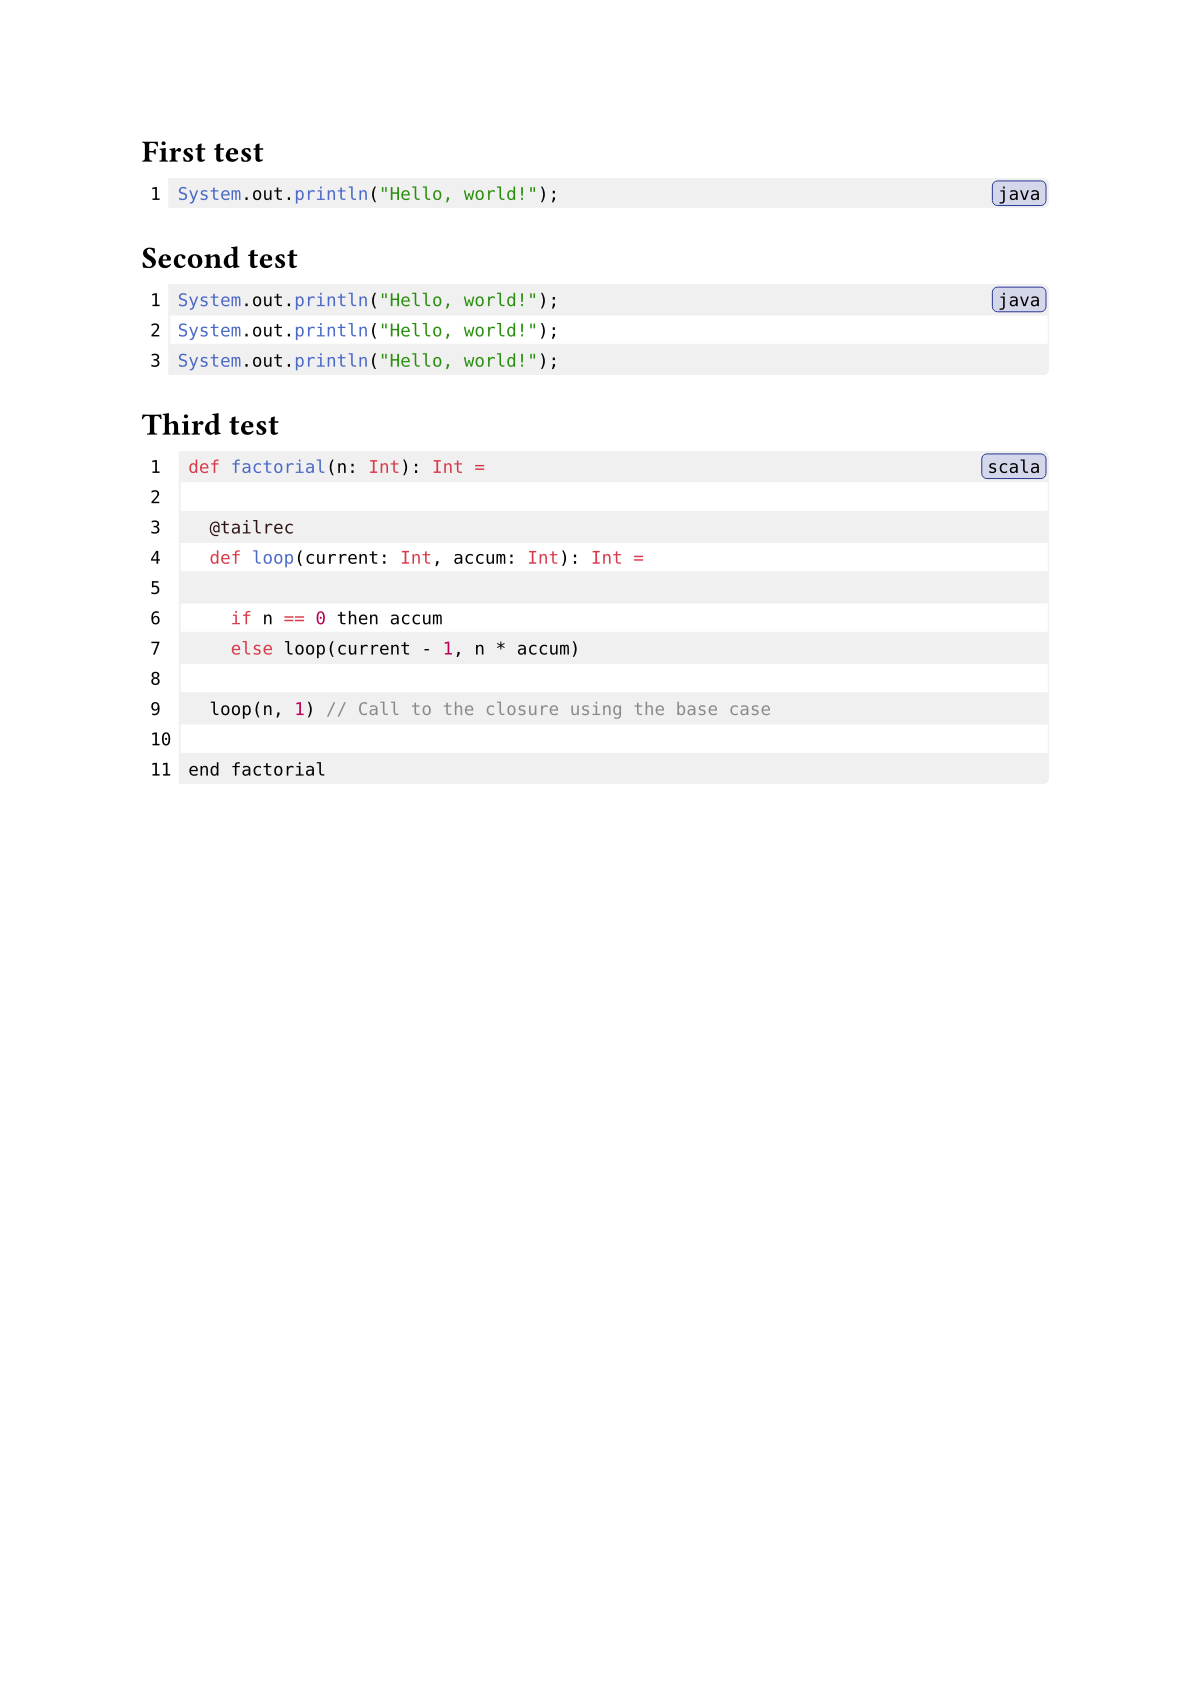 First test
1 System.out.println("Hello, world!"); java
Second test
1 System.out.println("Hello, world!"); java
2 System.out.println("Hello, world!");
3 System.out.println("Hello, world!");
Third test
1 def factorial(n: Int): Int = scala
2
3   @tailrec
4   def loop(current: Int, accum: Int): Int =
5
6     if n == 0 then accum
7     else loop(current - 1, n * accum)
8
9   loop(n, 1) // Call to the closure using the base case
10
11 end factorial